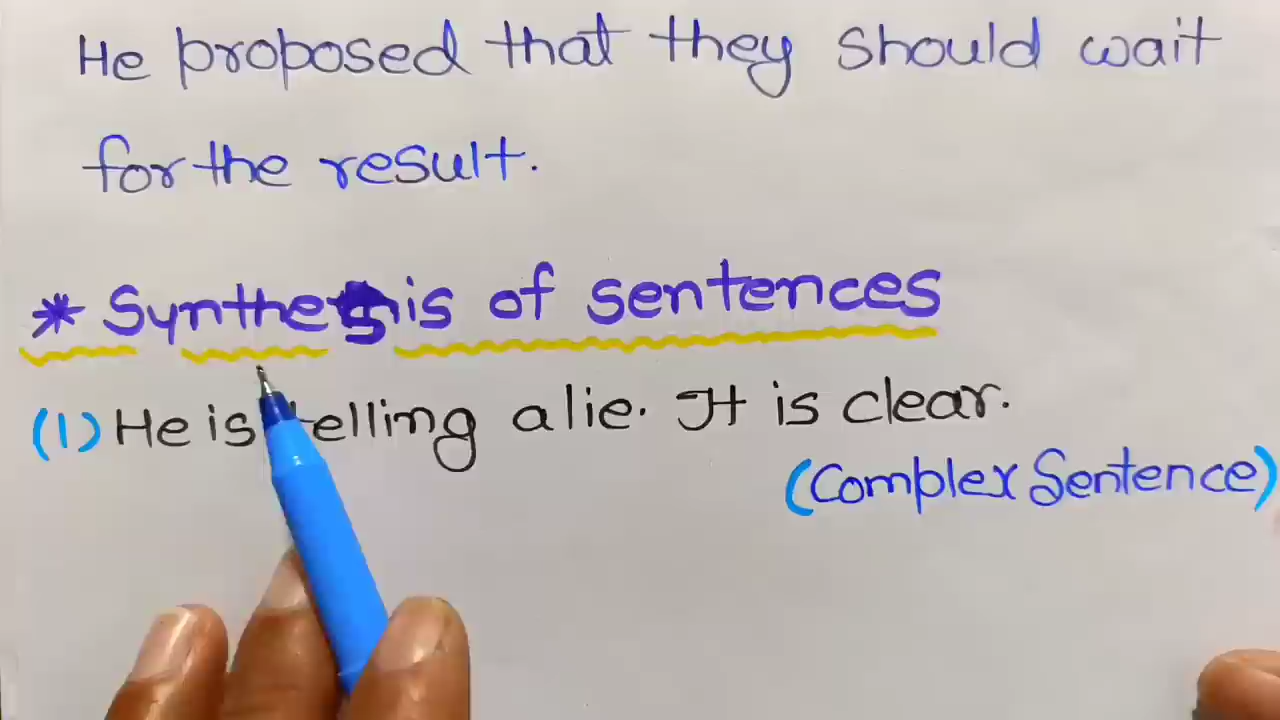 He proposed that they should wait
for the result.
* Synthesis of sentences
(1) He is telling a lie. It is clear.
(Complex Sentence)